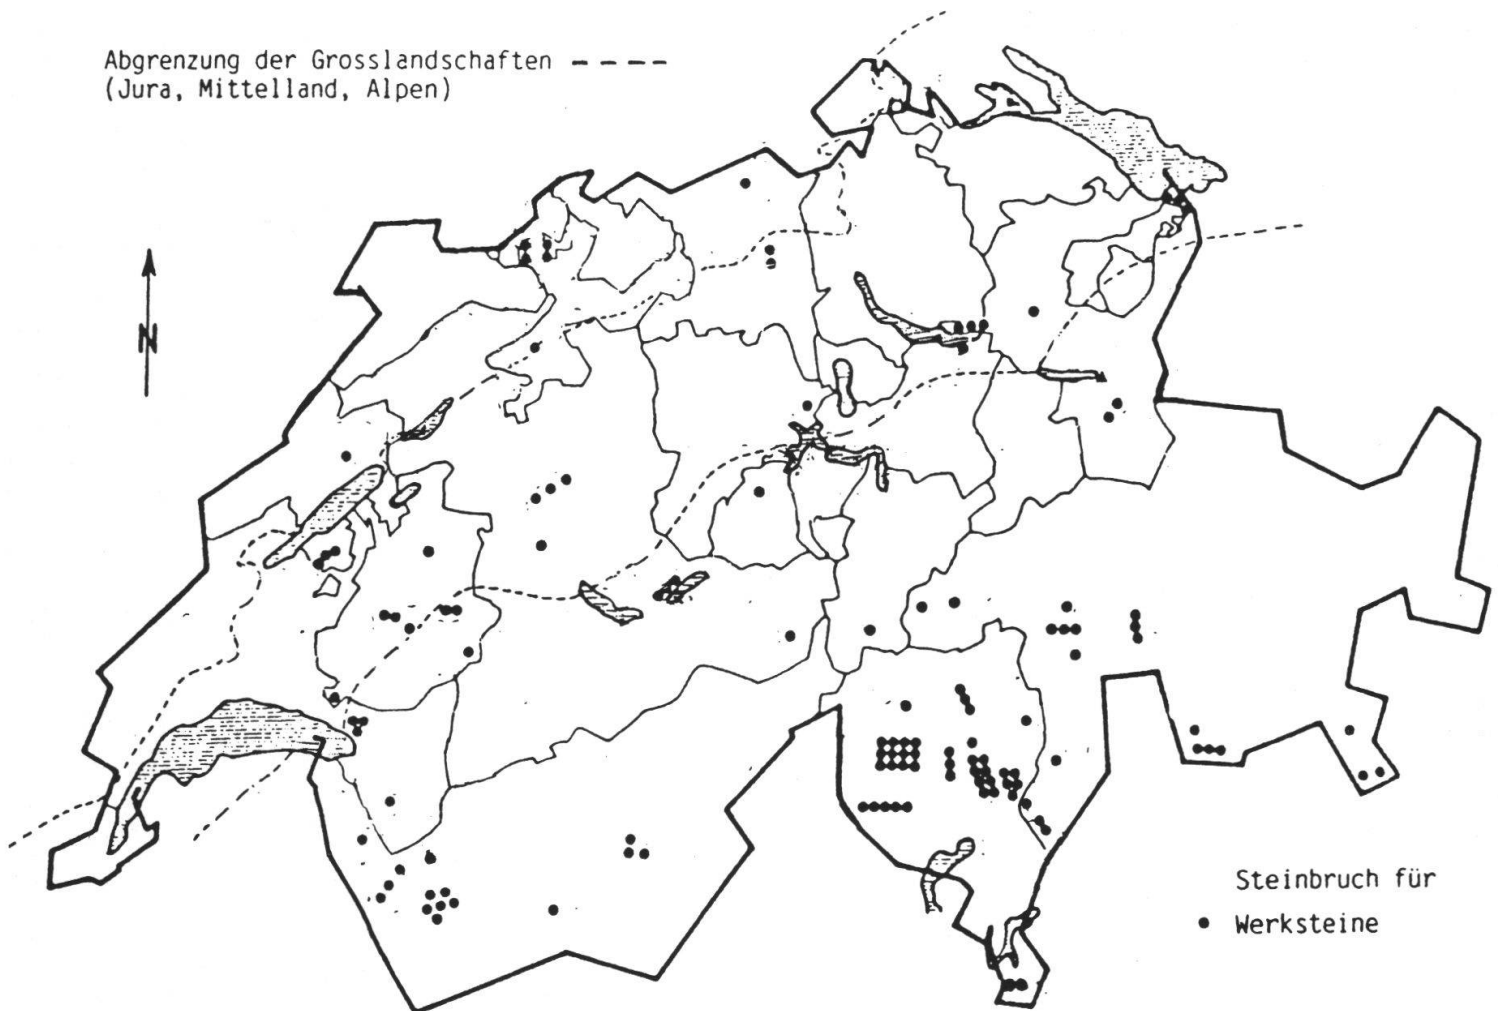 Abgrenzung der Grosslandschaften ----
(Jura, Mittelland, Alpen)
N
Steinbruch für
• Werksteine